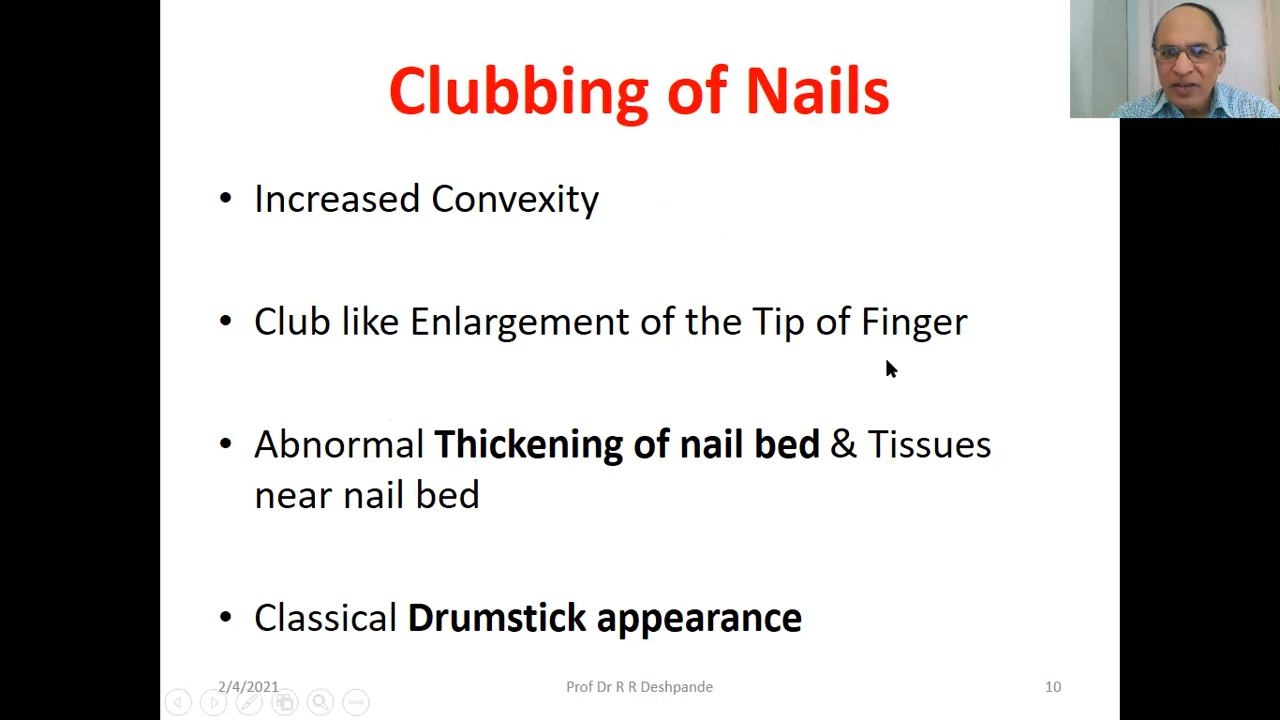 Clubbing of Nails
• Increased Convexity
• Club like Enlargement of the Tip of Finger
• Abnormal Thickening of nail bed & Tissues
near nail bed
• Classical Drumstick appearance
2/4/2021
Prof Dr R R Deshpande
10